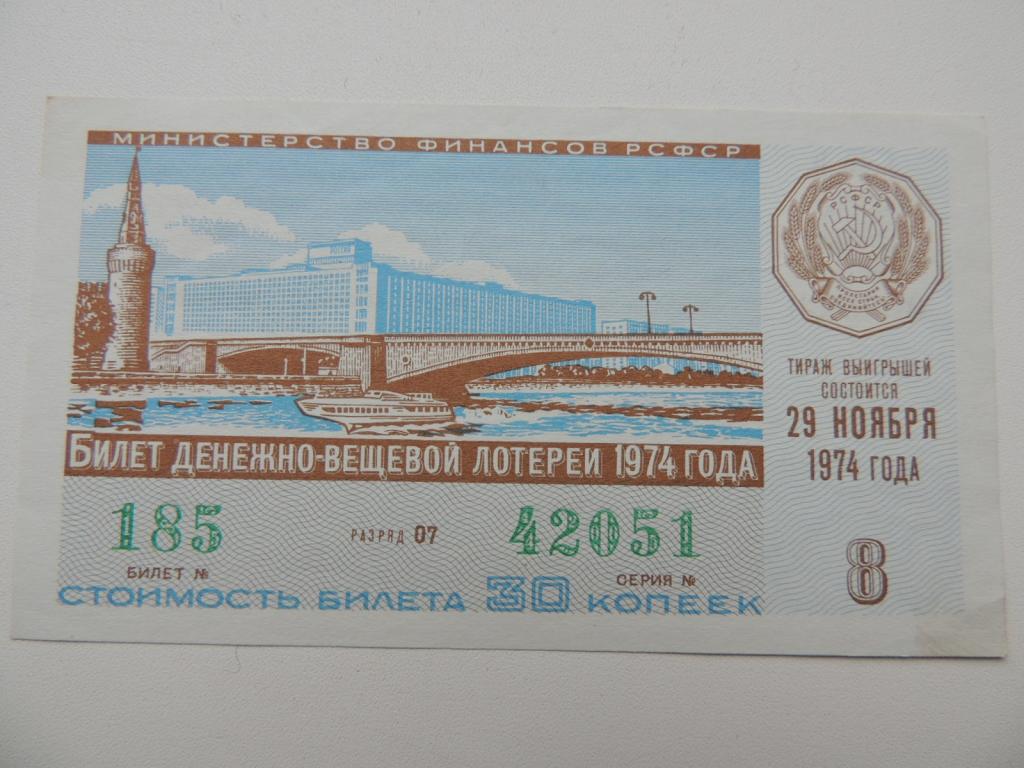 МИНИСТЕРСТВО ФИНАНСОВ РСФСР
РОССИЯ
РСФСР
ТИРАЖ ВЫИГРЫШЕЙ
СОСТОИТСЯ
29 НОЯБРЯ
1974 ГОДА
БИЛЕТ ДЕНЕЖНО-ВЕЩЕВОЙ ЛОТЕРЕИ 1974 ГОДА
185 РАЗРЯД 07 42051
БИЛЕТ № СЕРИЯ №
8
СТОИМОСТЬ БИЛЕТА 30 КОПЕЕК